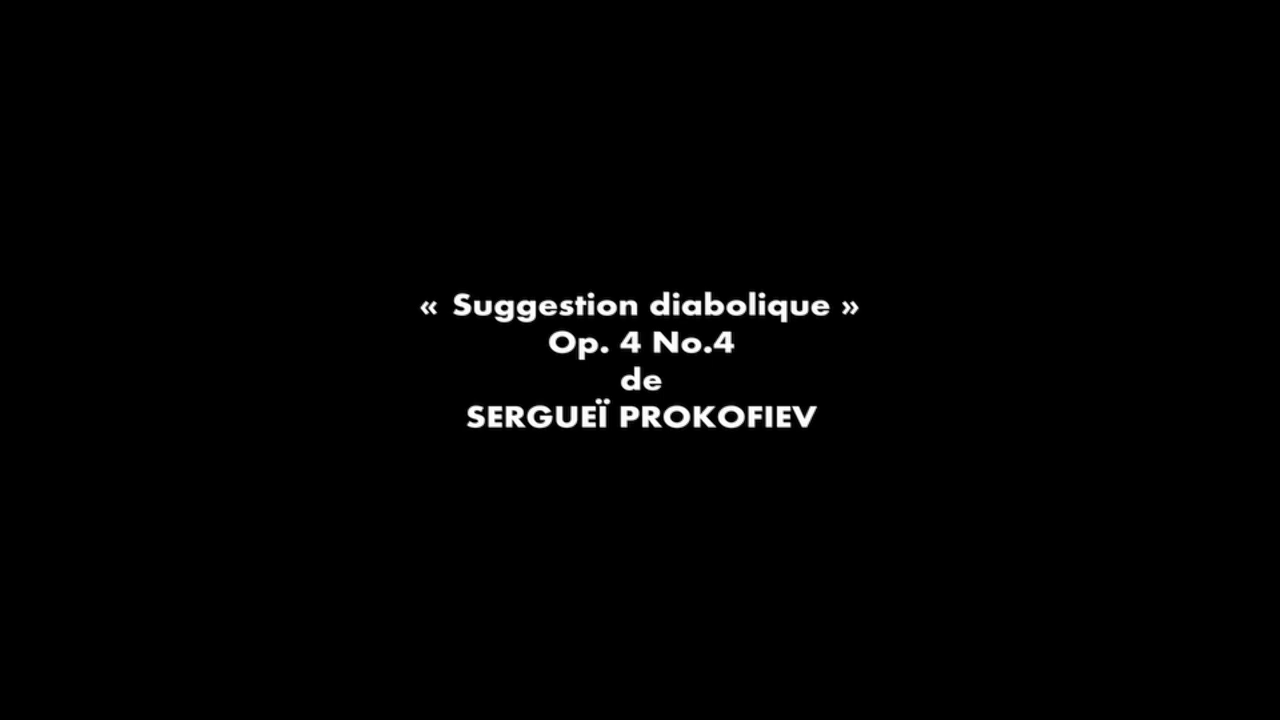 « Suggestion diabolique »
Op. 4 No.4
de
SERGUEÏ PROKOFIEV